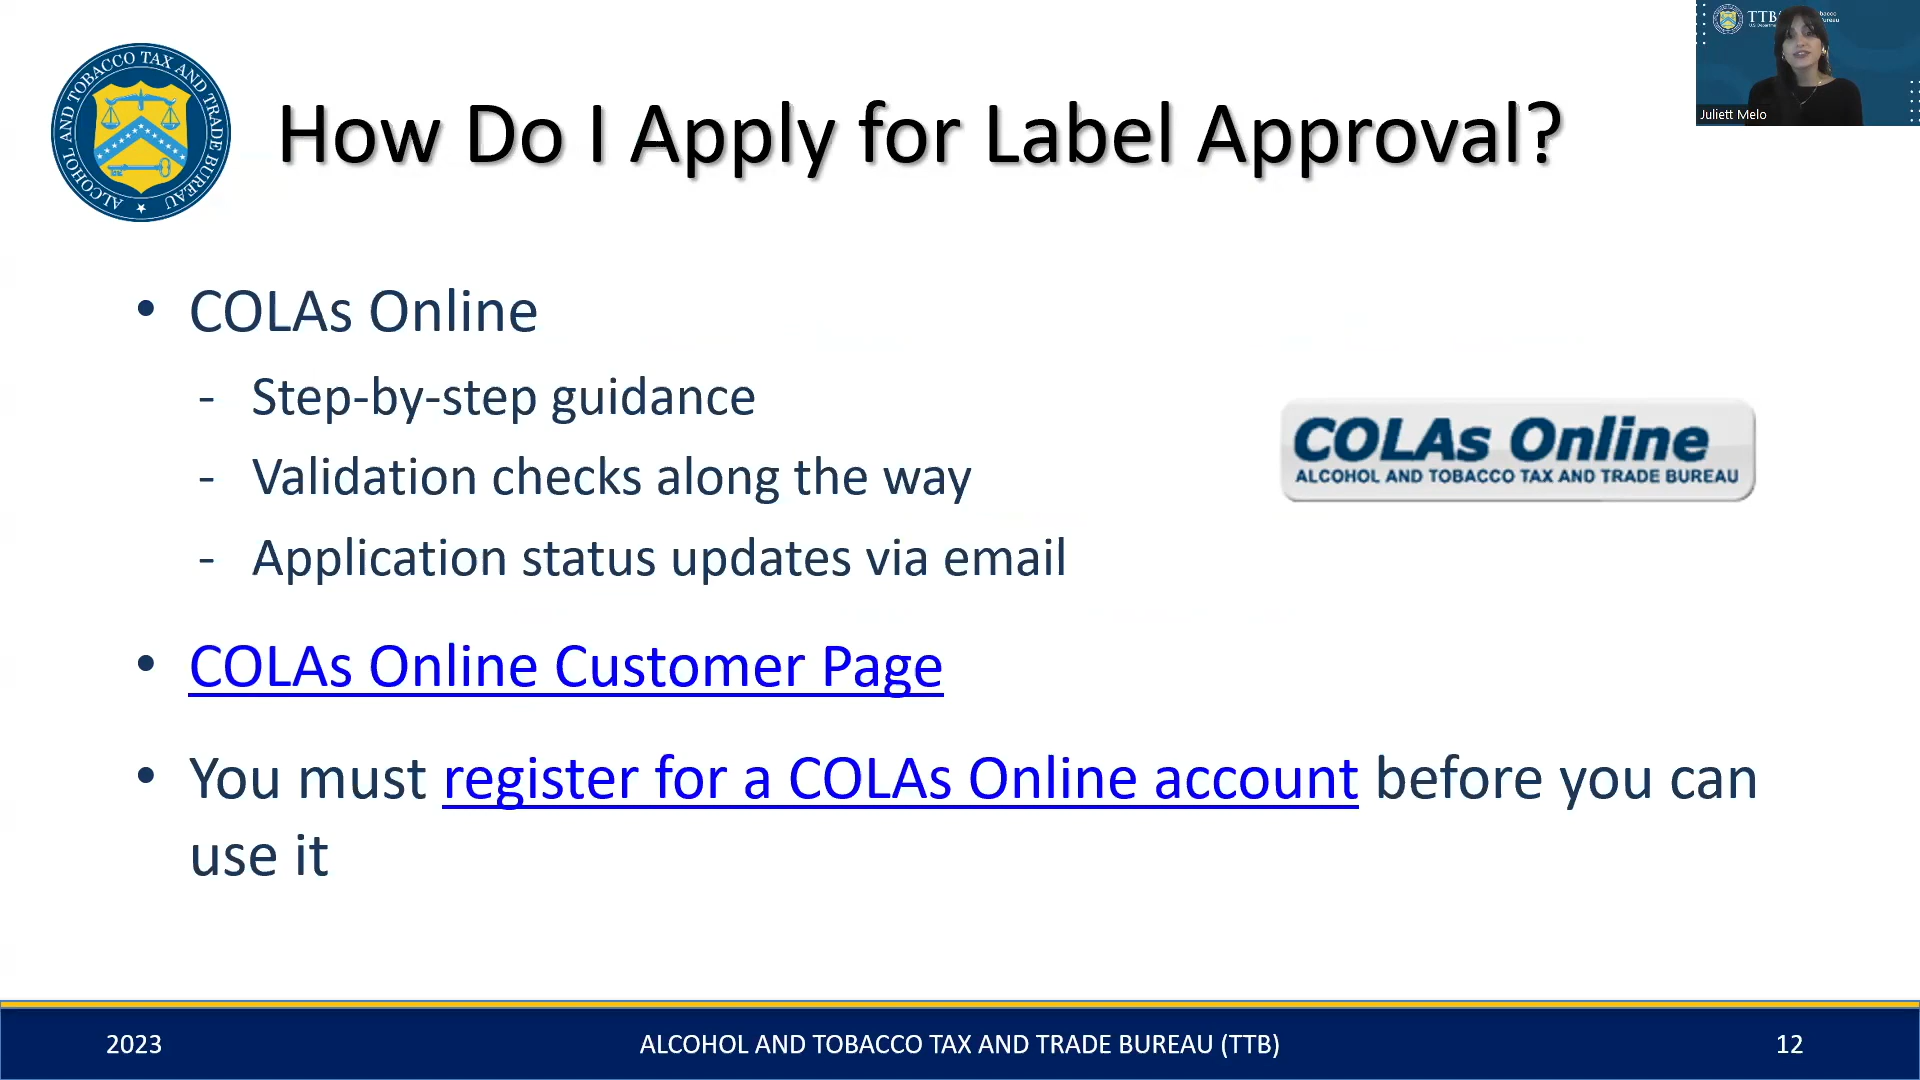 ALCOHOL AND TOBACCO TAX AND TRADE BUREAU
How Do I Apply for Label Approval?
TTB
Juliett Melo
• COLAs Online
- Step-by-step guidance
- Validation checks along the way
- Application status updates via email
COLAs Online
ALCOHOL AND TOBACCO TAX AND TRADE BUREAU
• COLAs Online Customer Page
• You must register for a COLAs Online account before you can
use it
2023
ALCOHOL AND TOBACCO TAX AND TRADE BUREAU (TTB)
12